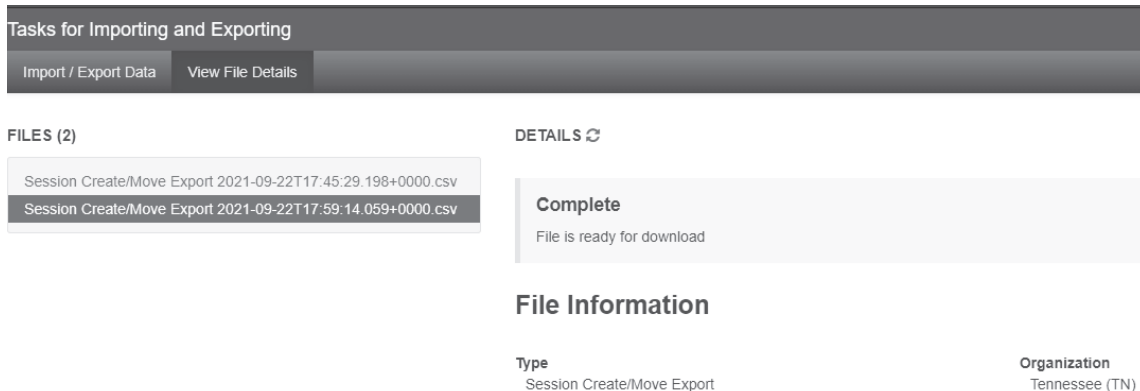 Tasks for Importing and Exporting
Import / Export Data View File Details
FILES (2)
Session Create/Move Export 2021-09-22T17:45:29.198+0000.csv
Session Create/Move Export 2021-09-22T17:59:14.059+0000.csv
DETAILS
Complete
File is ready for download
File Information
Type
Session Create/Move Export
Organization
Tennessee (TN)